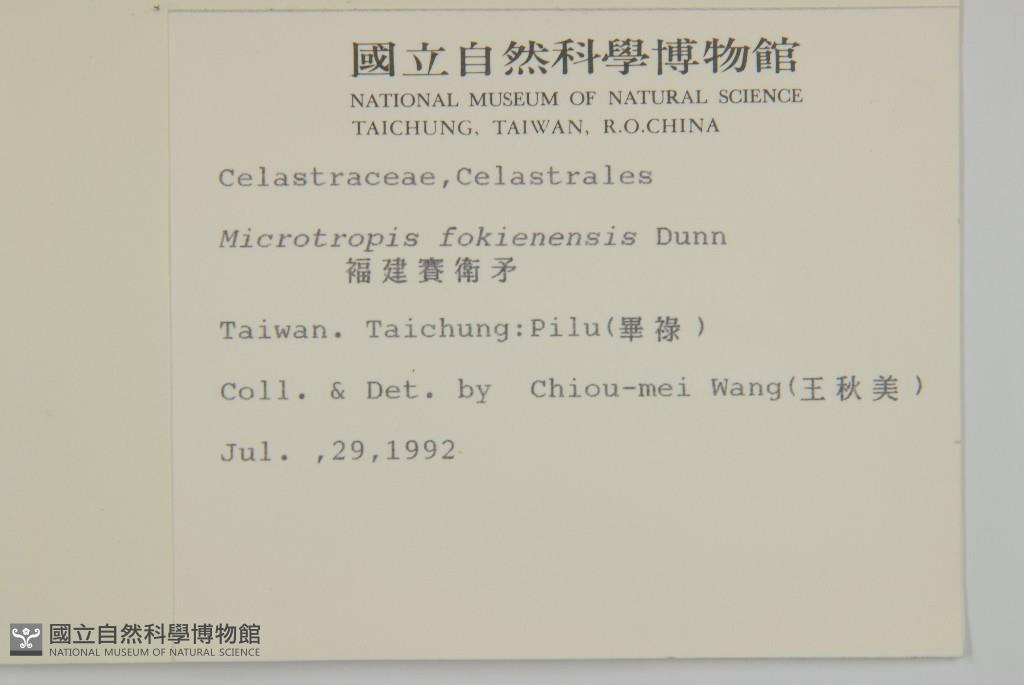 國立自然科學博物館
NATIONAL MUSEUM OF NATURAL SCIENCE
TAICHUNG, TAIWAN, R.O.CHINA
Celastraceae,Celastrales
Microtropis fokienensis Dunn
福建賽衛矛
Taiwan. Taichung:Pilu(畢祿)
Coll. & Det. by Chiou-mei Wang(王秋美)
Jul. ,29,1992
國立自然科學博物館
NATIONAL MUSEUM OF NATURAL SCIENCE